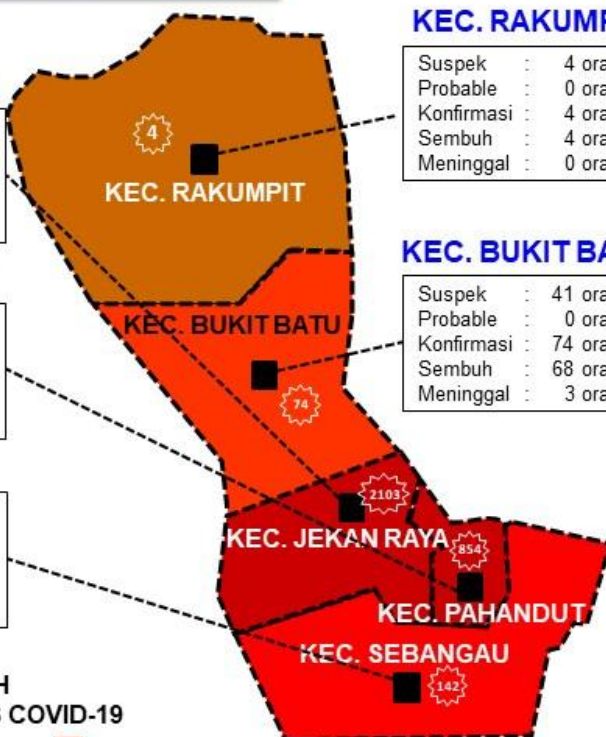 KEC. RAKUMP
Suspek : 4 ora
Probable : 0 ora
Konfirmasi : 4 ora
Sembuh : 4 ora
Meninggal : 0 ora
4
KEC. RAKUMPIT
KEC. BUKIT BA
Suspek : 41 ora
Probable : 0 ora
Konfirmasi : 74 ora
Sembuh : 68 ora
Meninggal : 3 ora
KEC. BUKIT BATU
74
2103
KEC. JEKAN RAYA
854
KEC. PAHANDUT
KEC. SEBANGAU
142
H
COVID-19